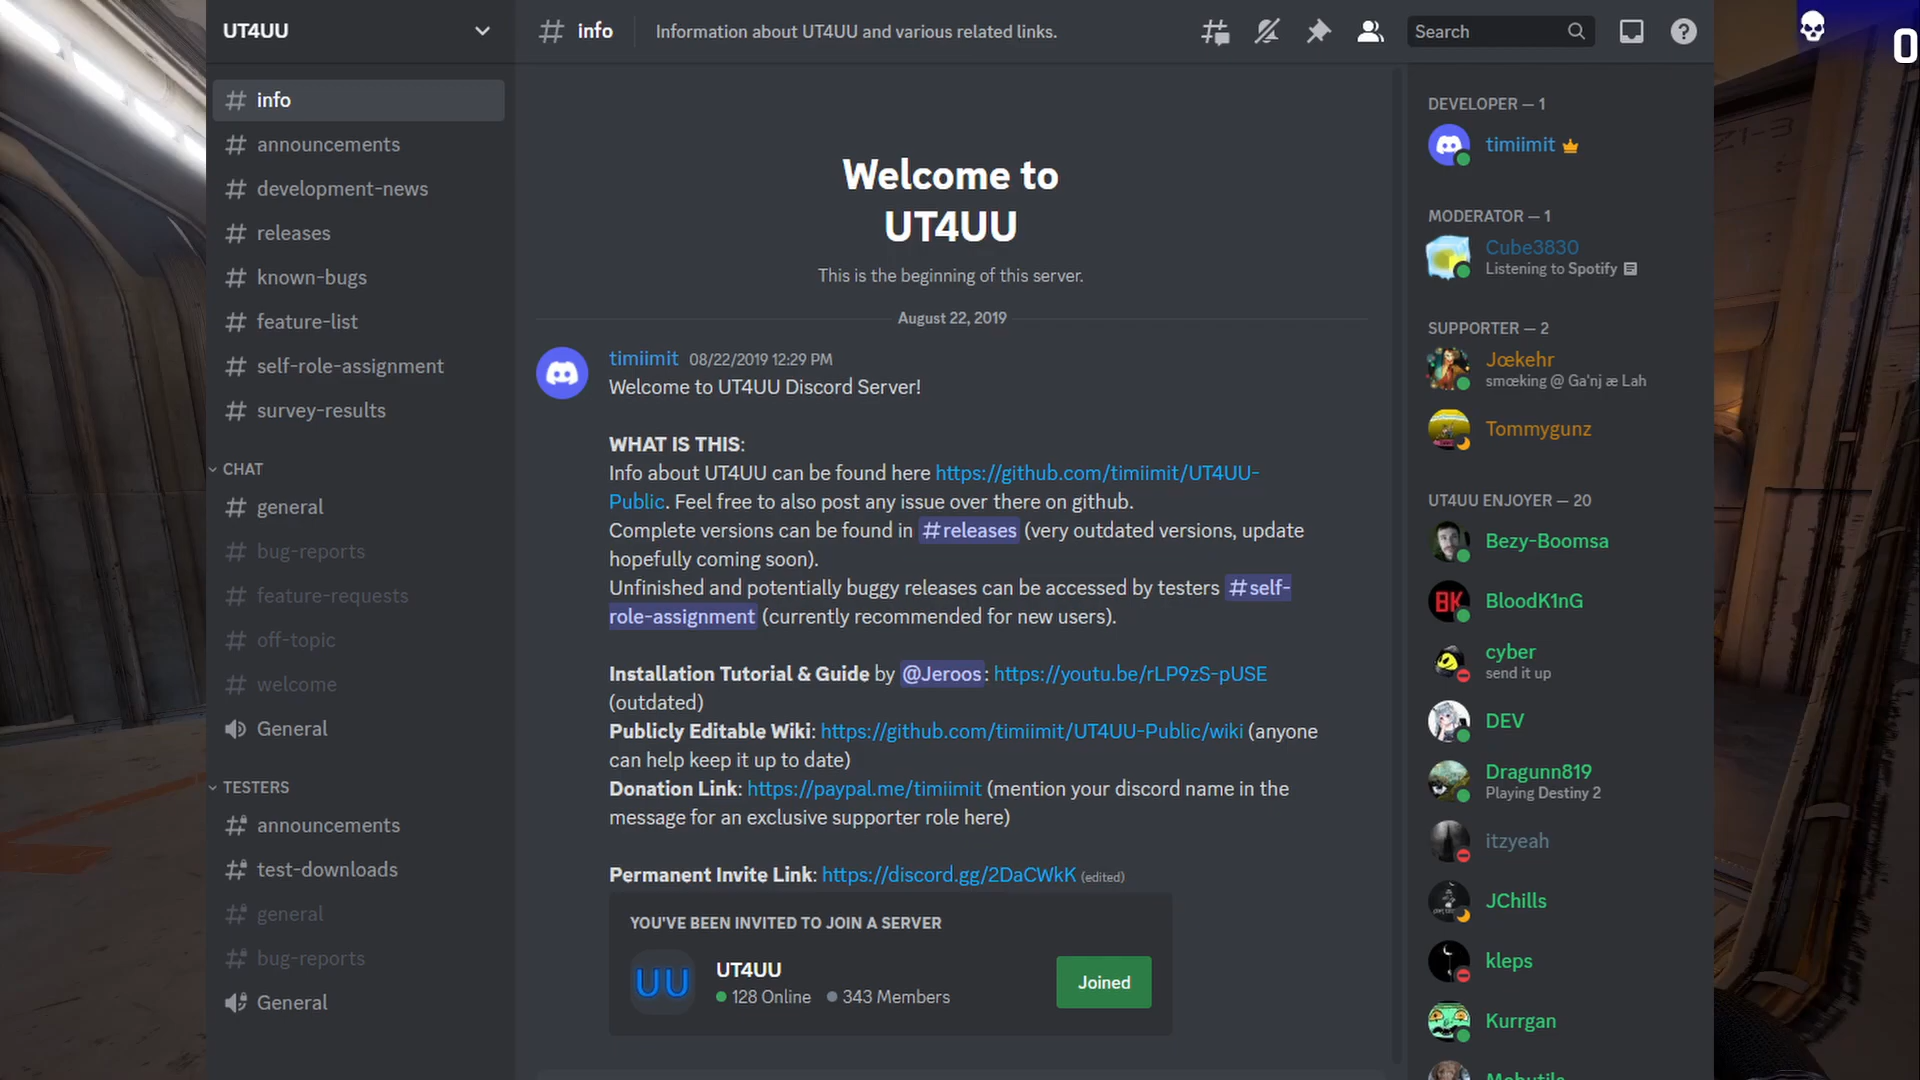 UT4UU
info
announcements
development-news
releases
known-bugs
feature-list
self-role-assignment
survey-results
CHAT
general
bug-reports
feature-requests
off-topic
welcome
General
TESTERS
announcements
test-downloads
general
bug-reports
General
info
Information about UT4UU and various related links.
Search
Welcome to
UT4UU
This is the beginning of this server.
August 22, 2019
timiimit 08/22/2019 12:29 PM
Welcome to UT4UU Discord Server!
WHAT IS THIS:
Info about UT4UU can be found here https://github.com/timiimit/UT4UU-
Public. Feel free to also post any issue over there on github.
Complete versions can be found in #releases (very outdated versions, update
hopefully coming soon).
Unfinished and potentially buggy releases can be accessed by testers #self-
role-assignment (currently recommended for new users).
Installation Tutorial & Guide by @Jeroos: https://youtu.be/rLP9zS-pUSE
(outdated)
Publicly Editable Wiki: https://github.com/timiimit/UT4UU-Public/wiki (anyone
can help keep it up to date)
Donation Link: https://paypal.me/timiimit (mention your discord name in the
message for an exclusive supporter role here)
Permanent Invite Link: https://discord.gg/2DaCWkK (edited)
YOU'VE BEEN INVITED TO JOIN A SERVER
UU
UT4UU
128 Online 343 Members
Joined
DEVELOPER — 1
timiimit
MODERATOR — 1
Cube3830
Listening to Spotify
SUPPORTER — 2
Jœkehr
smœking @ Ga'nj æ Lah
Tommygunz
UT4UU ENJOYER — 20
Bezy-Boomsa
BK
BloodK1nG
cyber
send it up
DEV
Dragunn819
Playing Destiny 2
itzyeah
JChills
kleps
Kurrgan
0